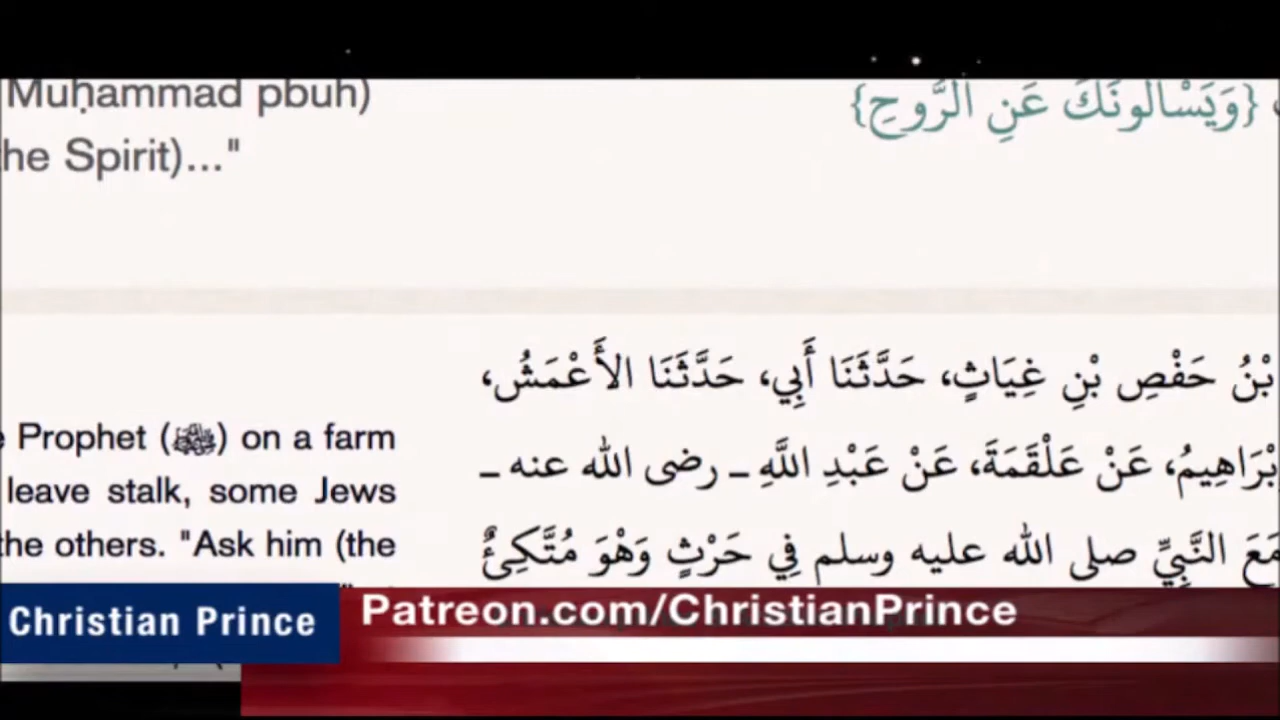 Muḥammad pbuh)
he Spirit)..."
{وَيَسْأَلُونَكَ عَنِ الرُّوحِ}
بْنُ حَفْصِ بْنِ غِيَاثٍ، حَدَّثَنَا أَبِي، حَدَّثَنَا الأَعْمَشُ،
بْرَاهِيمُ، عَنْ عَلْقَمَةَ، عَنْ عَبْدِ اللَّهِ ـ رضى الله عنه ـ
مَعَ النَّبِيِّ صلى الله عليه وسلم فِي حَرْثٍ وَهْوَ مُتَّكِئٌ
e Prophet (ﷺ) on a farm
leave stalk, some Jews
the others. "Ask him (the
Christian Prince
Patreon.com/ChristianPrince